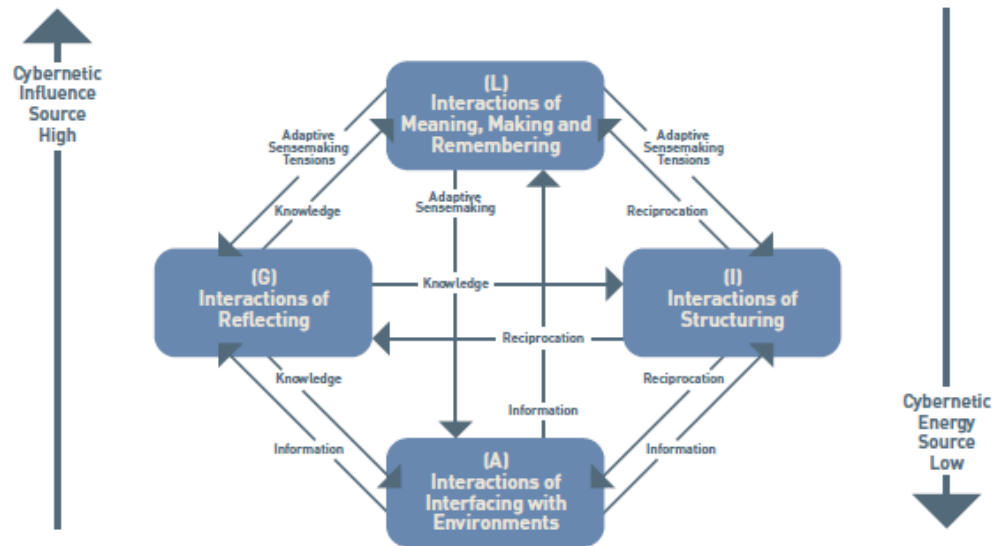 Cybernetic
Influence
Source
High
(L)
Interactions of
Meaning, Making and
Remembering
Adaptive
Sensemaking
Tensions
Adaptive
Sensemaking
Tensions
Knowledge
Adaptive
Sensemaking
Reciprocation
(G)
Interactions of
Reflecting
Knowledge
(I)
Interactions of
Structuring
Reciprocation
Knowledge
Reciprocation
Information
Information
Information
(A)
Interactions of
Interfacing with
Environments
Cybernetic
Energy
Source
Low